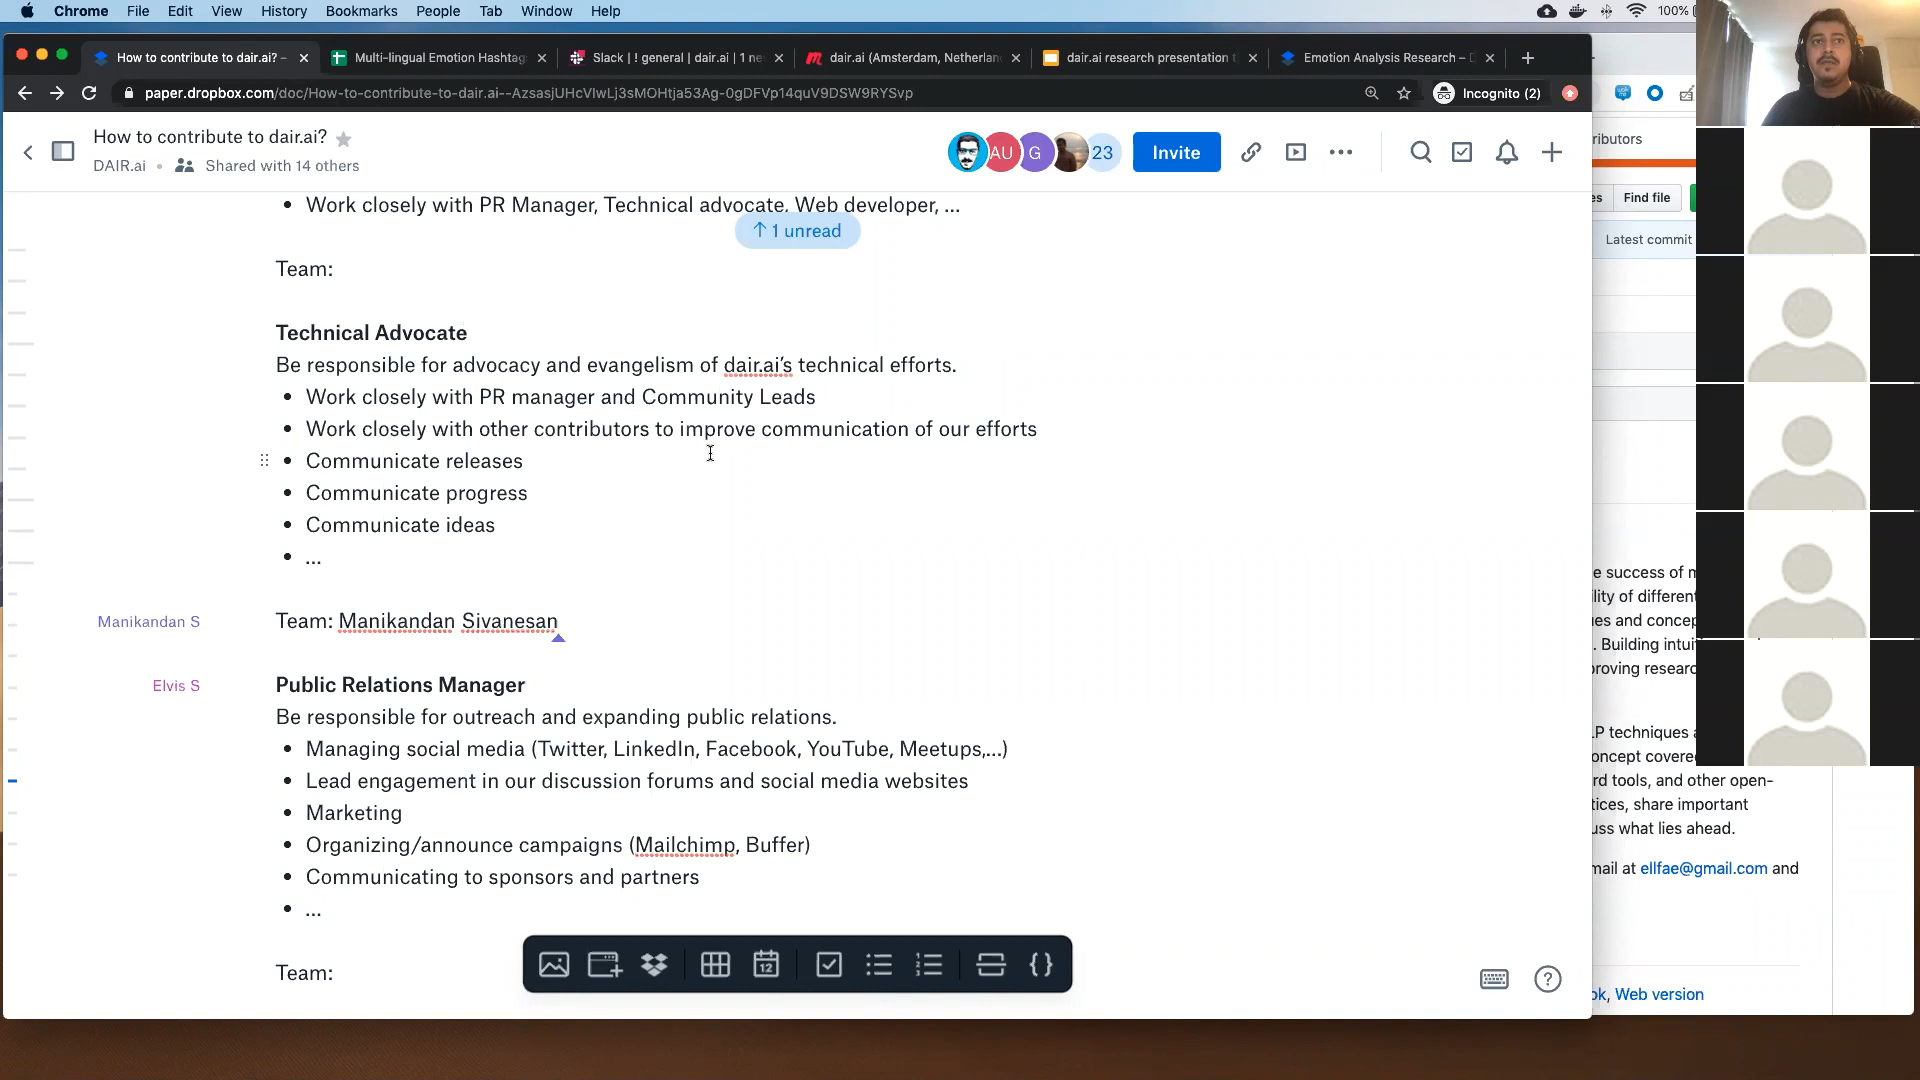 Chrome File Edit View History Bookmarks People Tab Window Help 100%
How to contribute to dair.ai? – Multi-lingual Emotion Hashtag Slack | ! general | dair.ai | 1 ne dair.ai (Amsterdam, Netherlan dair.ai research presentation t Emotion Analysis Research –
paper.dropbox.com/doc/How-to-contribute-to-dair.ai--AzsasjUHcVIwLj3sMOHtja53Ag-0gDFVp14quV9DSW9RYSvp Incognito (2)
How to contribute to dair.ai?
DAIR.ai • Shared with 14 others
AU G 23 Invite
ributors
es Find file
Latest commit
• Work closely with PR Manager, Technical advocate, Web developer, ...
↑ 1 unread
Team:
Technical Advocate
Be responsible for advocacy and evangelism of dair.ai’s technical efforts.
• Work closely with PR manager and Community Leads
• Work closely with other contributors to improve communication of our efforts
• Communicate releases
• Communicate progress
• Communicate ideas
• ...
Manikandan S
Team: Manikandan Sivanesan
Elvis S
Public Relations Manager
Be responsible for outreach and expanding public relations.
• Managing social media (Twitter, LinkedIn, Facebook, YouTube, Meetups,...)
• Lead engagement in our discussion forums and social media websites
• Marketing
• Organizing/announce campaigns (Mailchimp, Buffer)
• Communicating to sponsors and partners
• ...
Team:
12
e success of m
ility of different
ues and concep
. Building intui
proving researc
LP techniques a
oncept covere
rd tools, and other open-
tices, share important
uss what lies ahead.
mail at ellfae@gmail.com and
ok, Web version